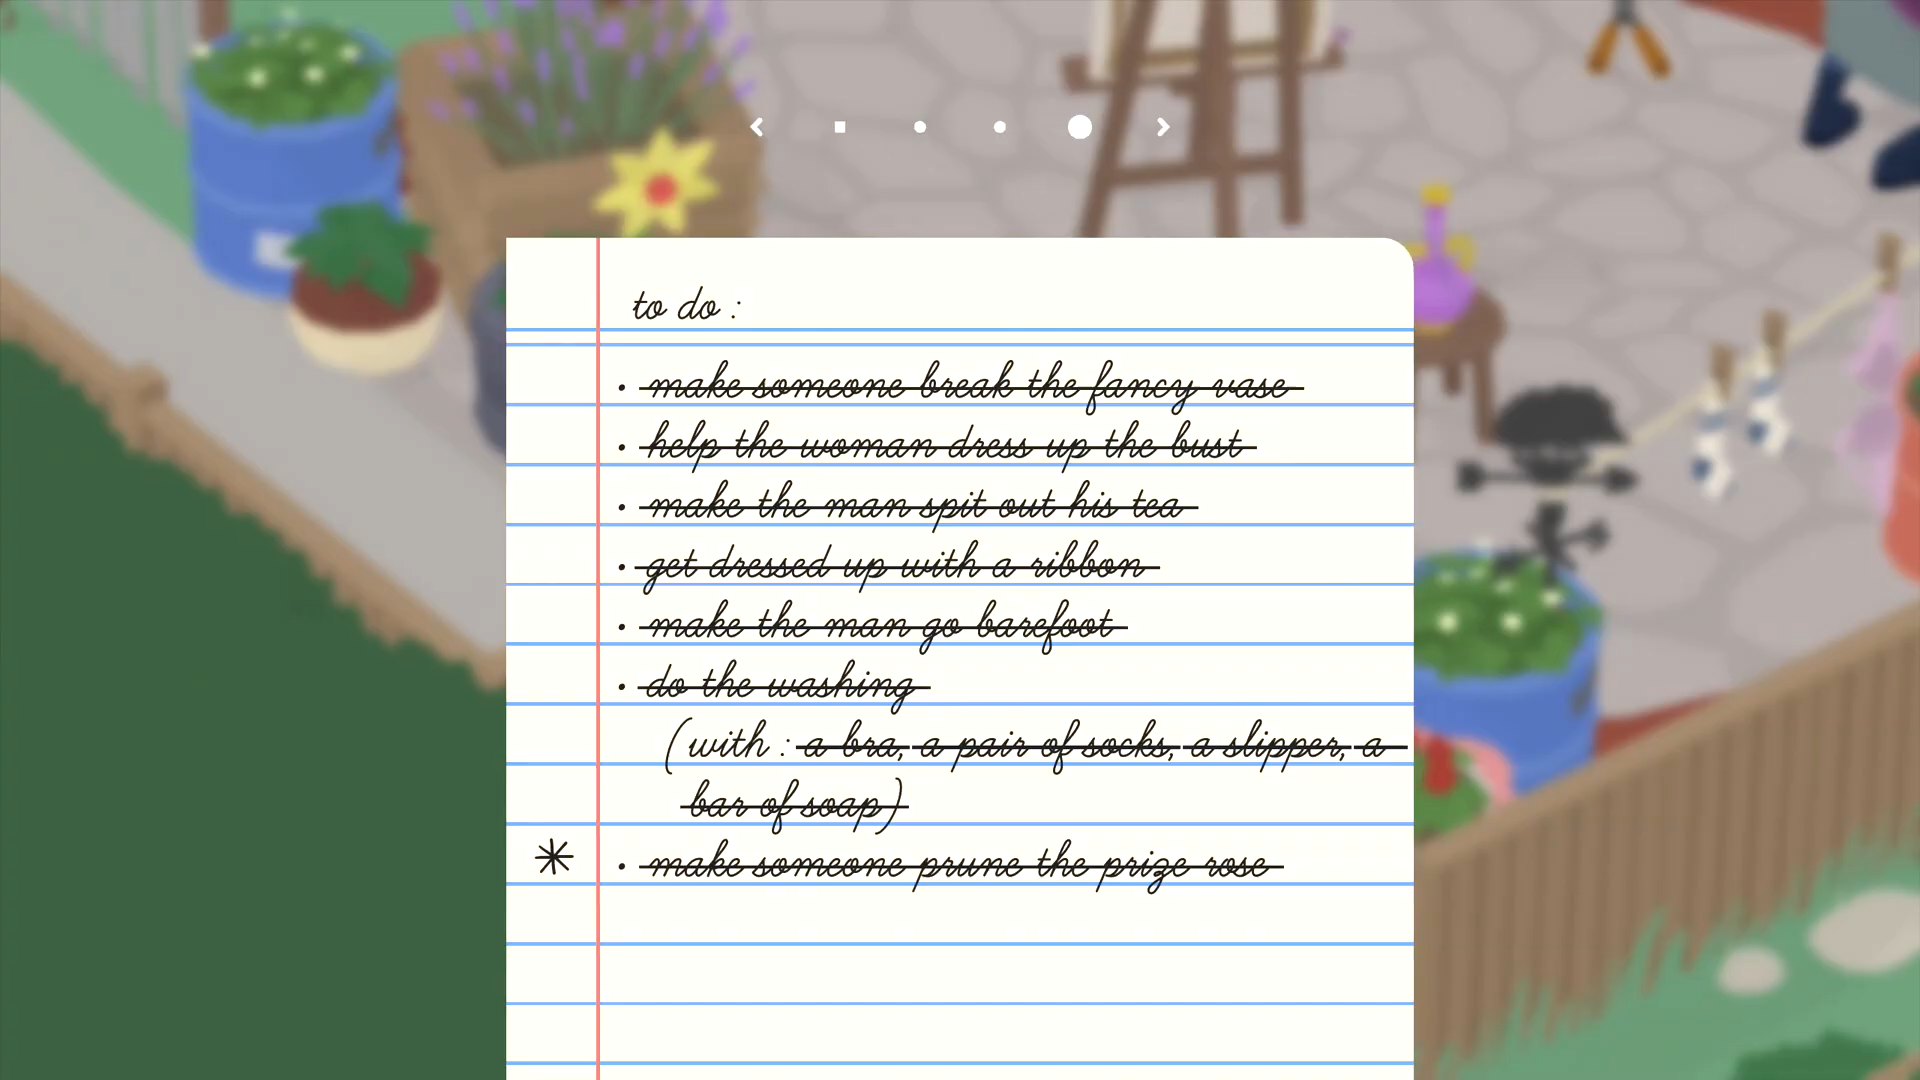 to do :
• make someone break the fancy vase
• help the woman dress up the bust
• make the man spit out his tea
• get dressed up with a ribbon
• make the man go barefoot
• do the washing
(with : a bra, a pair of socks, a slipper, a
bar of soap)
* • make someone prune the prize rose